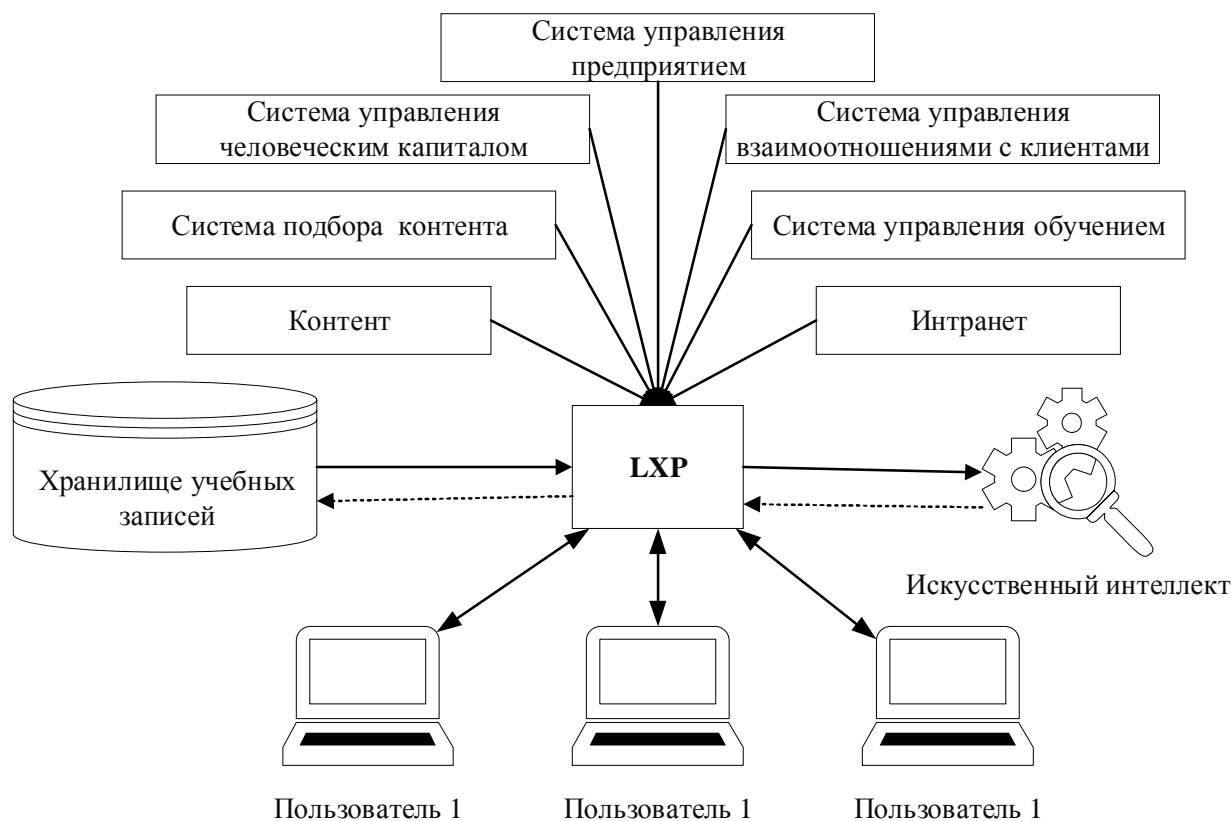 Система управления
предприятием
Система управления
человеческим капиталом
Система управления
взаимоотношениями с клиентами
Система подбора контента
Система управления обучением
Контент
Интранет
Хранилище учебных
записей
LXP
Искусственный интеллект
Пользователь 1
Пользователь 1
Пользователь 1